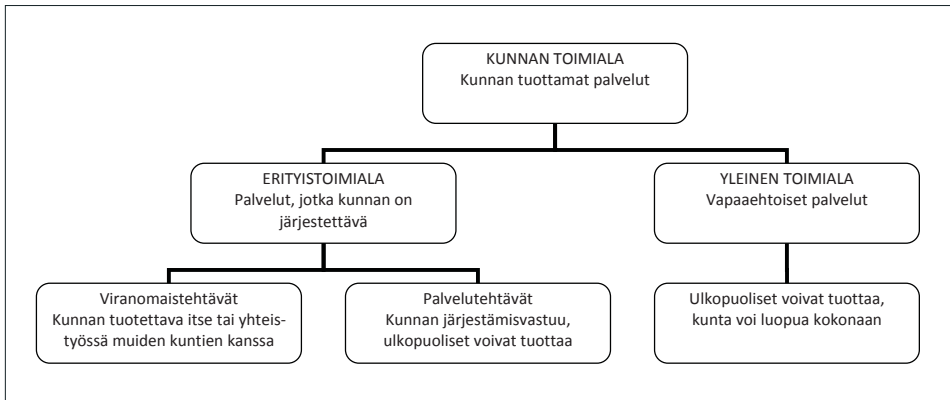 KUNNAN TOIMIALA
Kunnan tuottamat palvelut
ERITYISTOIMIALA
Palvelut, jotka kunnan on
järjestettävä
YLEINEN TOIMIALA
Vapaaehtoiset palvelut
Viranomaistehtävät
Kunnan tuotettava itse tai yhteis-
työssä muiden kuntien kanssa
Palvelutehtävät
Kunnan järjestämisvastuu,
ulkopuoliset voivat tuottaa
Ulkopuoliset voivat tuottaa,
kunta voi luopua kokonaan